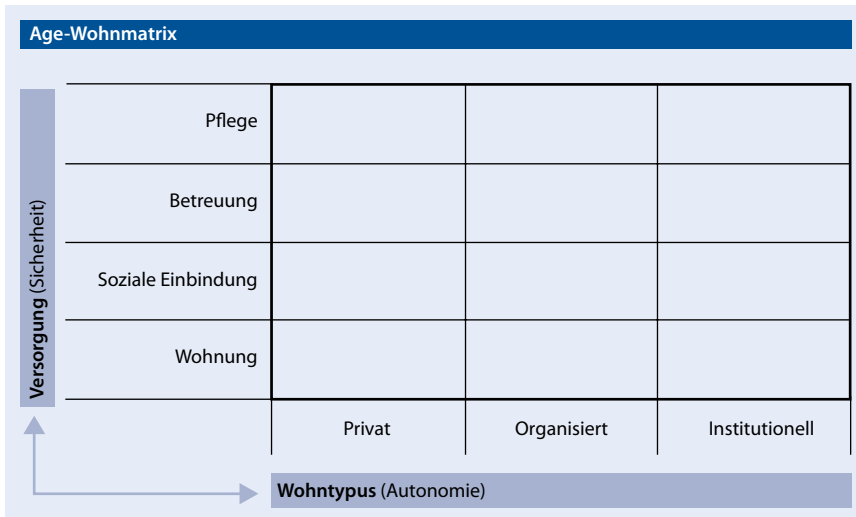 Age-Wohnmatrix
Versorgung (Sicherheit)
Pflege
Betreuung
Soziale Einbindung
Wohnung
Privat
Organisiert
Institutionell
Wohntypus (Autonomie)